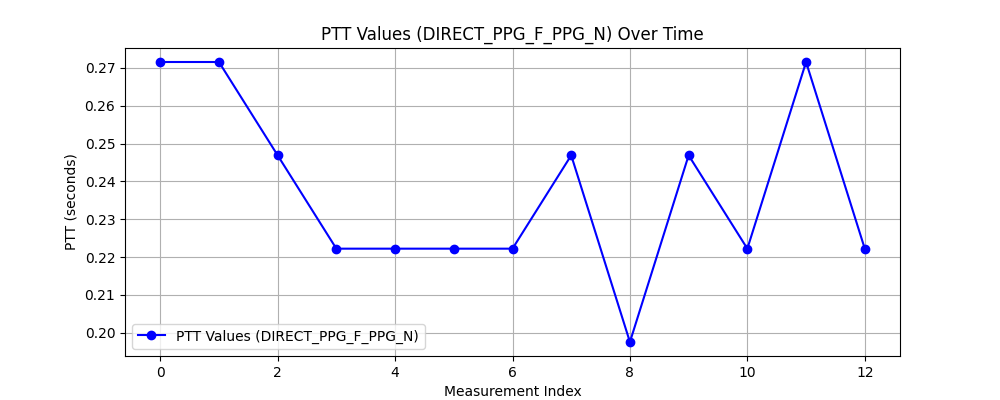 PTT Values (DIRECT_PPG_F_PPG_N) Over Time
0.27
0.26
0.25
0.24
0.23
0.22
0.21
0.20
PTT (seconds)
PTT Values (DIRECT_PPG_F_PPG_N)
0 2 4 6 8 10 12
Measurement Index